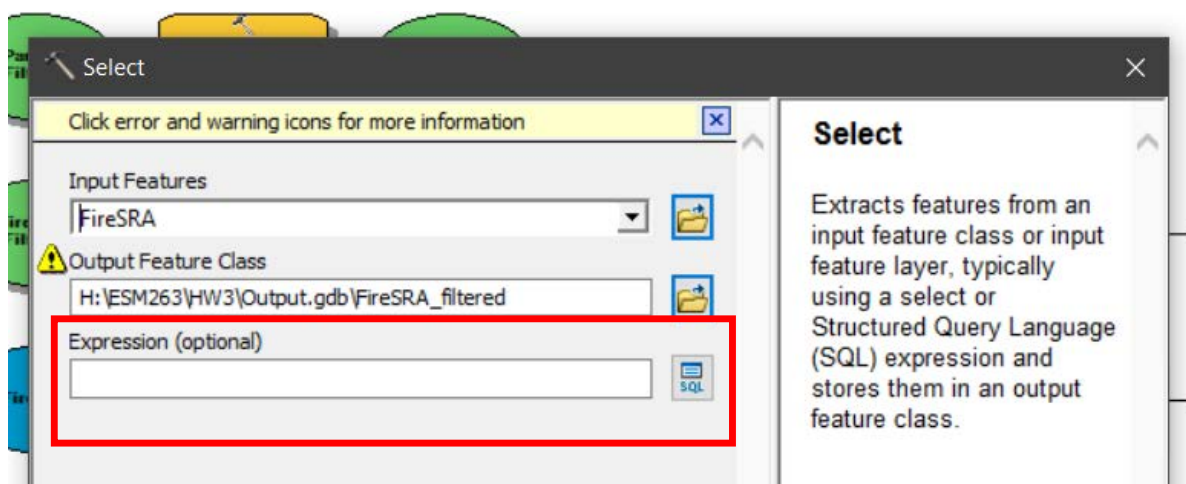 Select
Click error and warning icons for more information
Input Features
FireSRA
Output Feature Class
H:\ESM263\HW3\Output.gdb\FireSRA_filtered
Expression (optional)
SQL
Select
Extracts features from an
input feature class or input
feature layer, typically
using a select or
Structured Query Language
(SQL) expression and
stores them in an output
feature class.